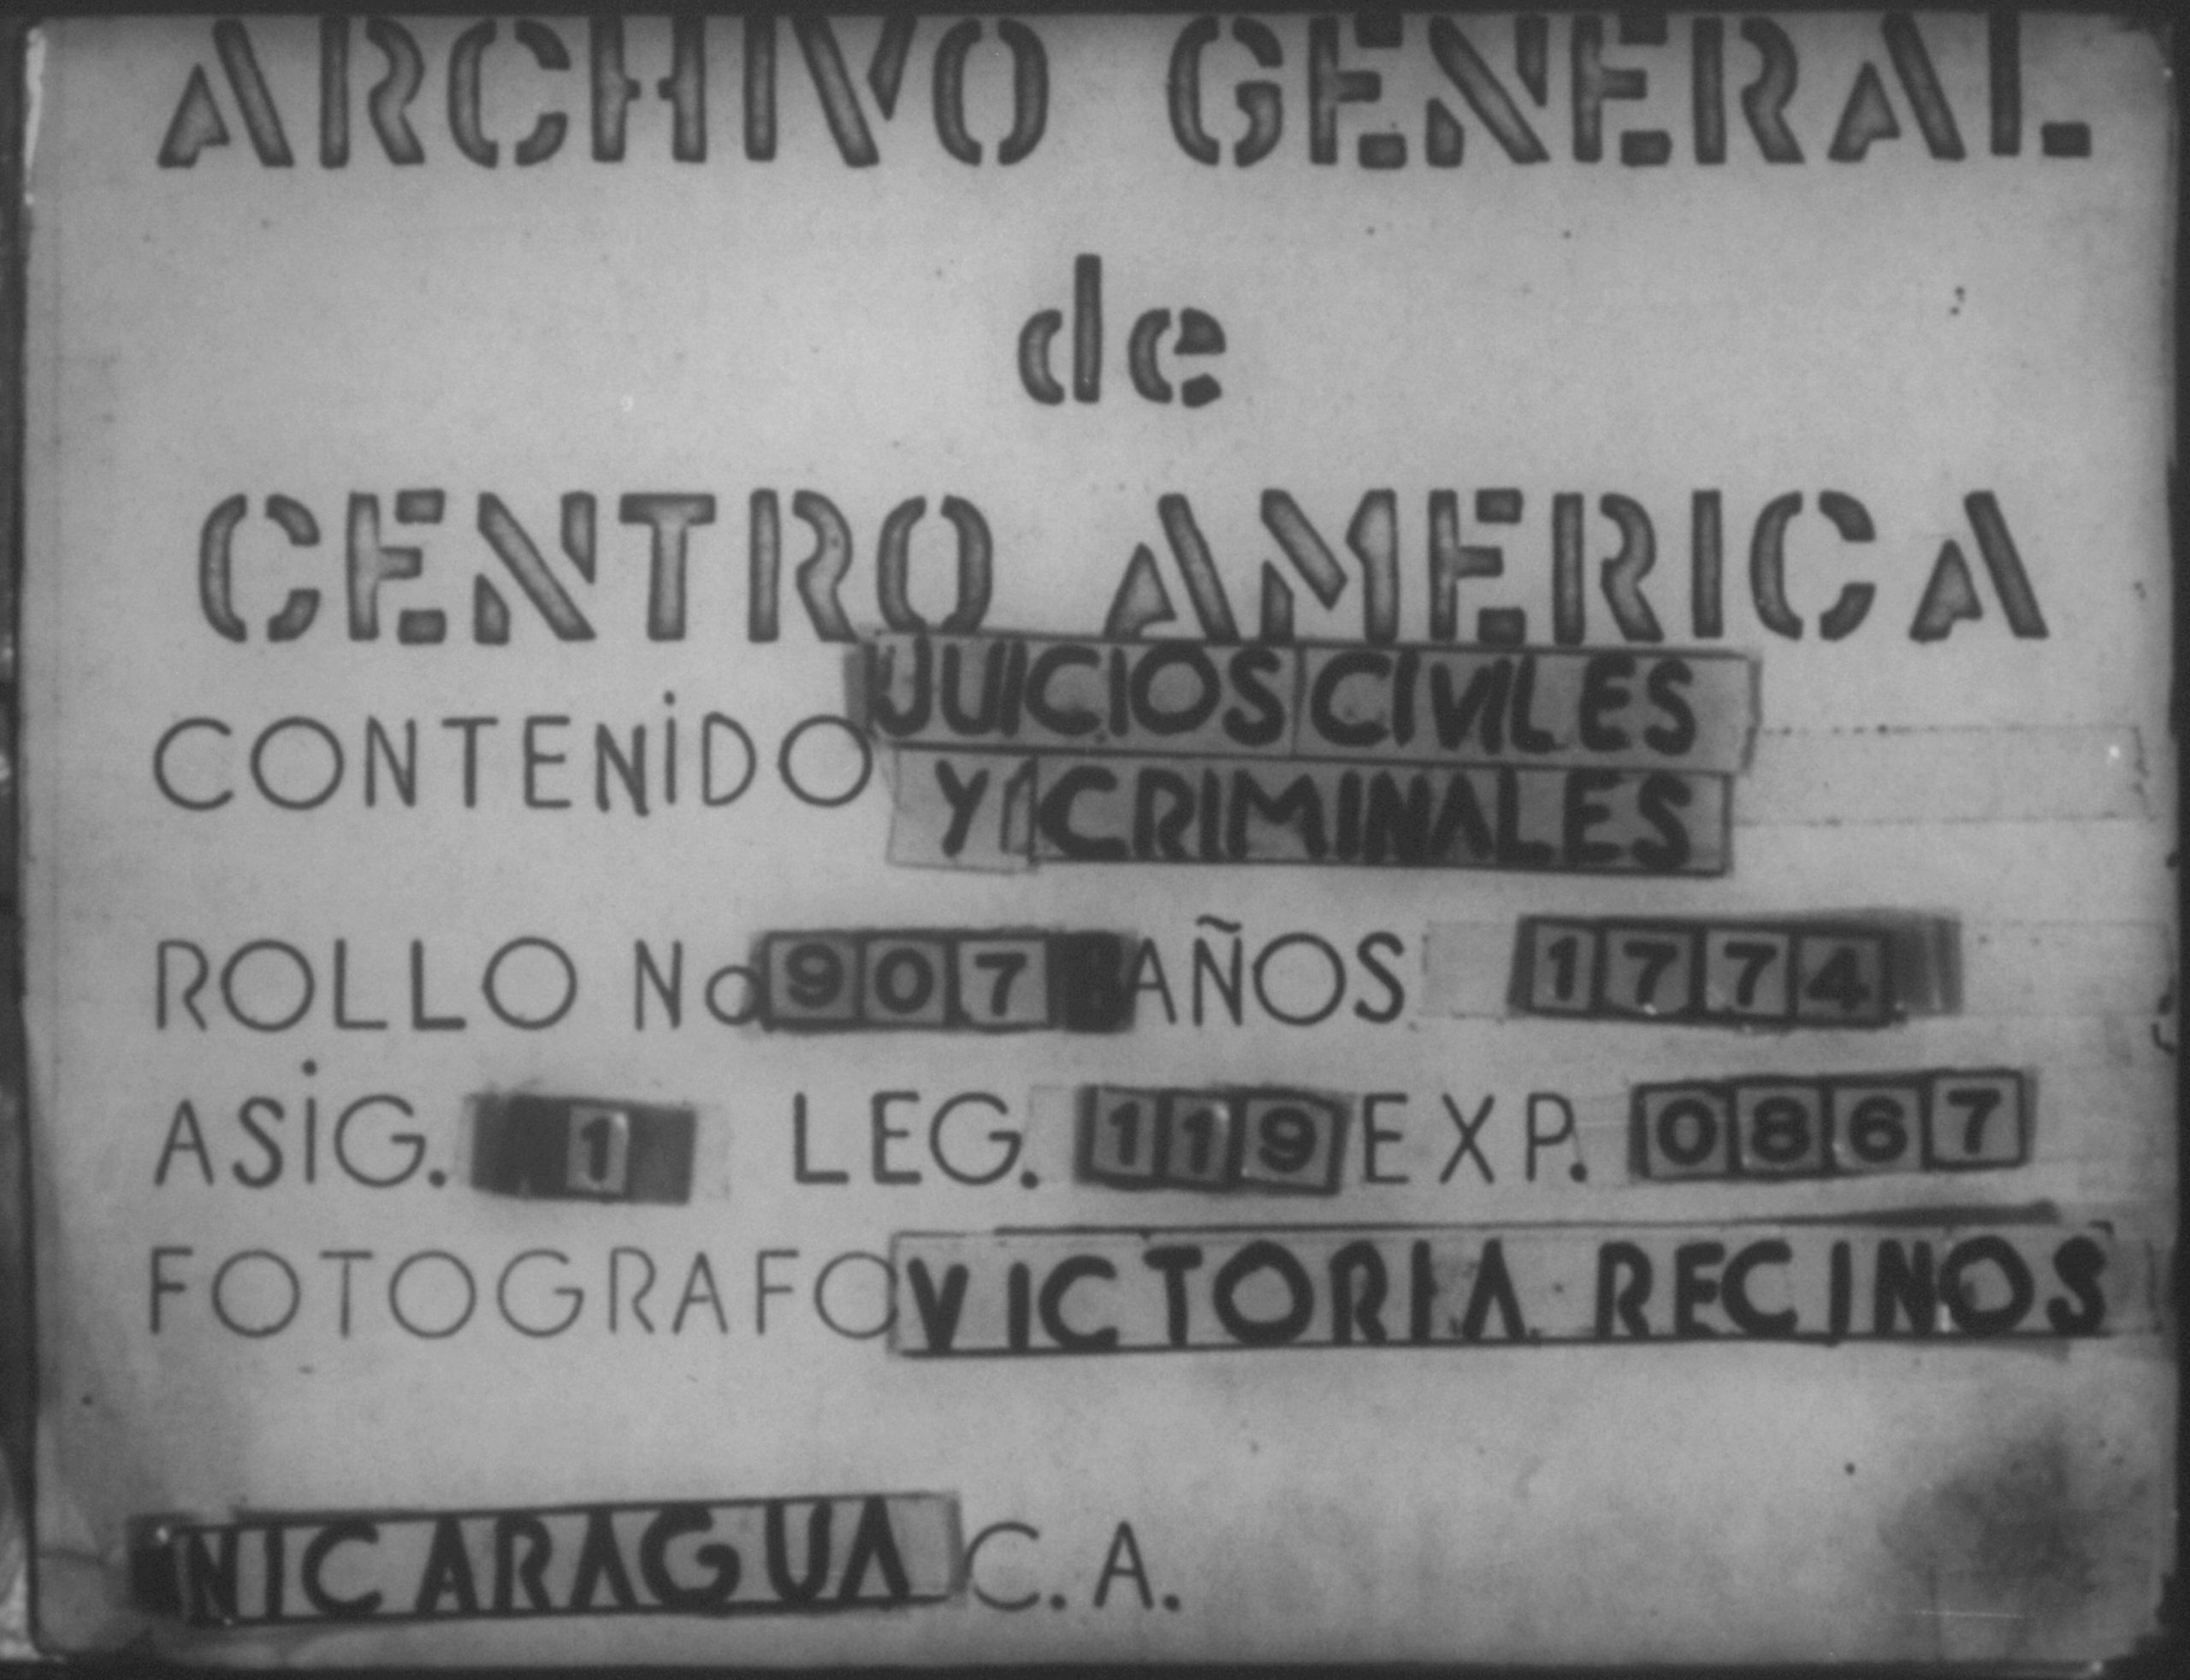 ARCHIVO GENERAL
de
CENTRO AMERICA
CONTENIDO JUICIOS CIVILES
Y CRIMINALES
ROLLO No 907 AÑOS 1774
ASIG. 1 LEG. 119 EXP. 0867
FOTOGRAFO VICTORIA RECINOS
NICARAGUA C.A.